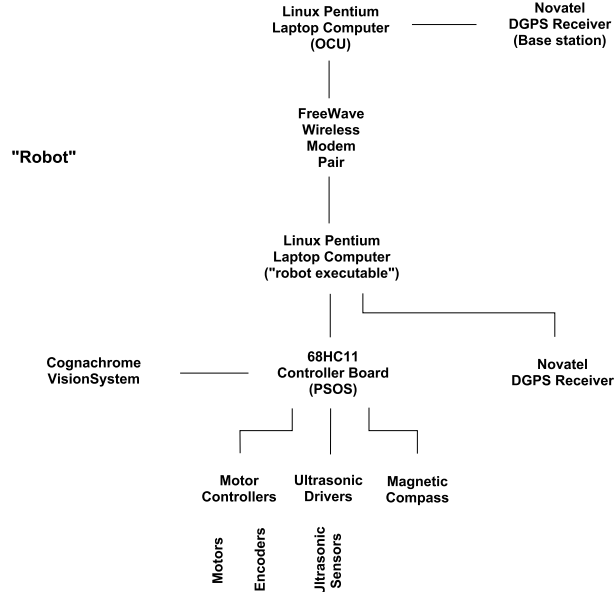 Linux Pentium
Laptop Computer
(OCU)
Novatel
DGPS Receiver
(Base station)
FreeWave
Wireless
Modem
Pair
"Robot"
Linux Pentium
Laptop Computer
("robot executable")
Cognachrome
VisionSystem
68HC11
Controller Board
(PSOS)
Novatel
DGPS Receiver
Motor
Controllers
Ultrasonic
Drivers
Magnetic
Compass
Motors
Encoders
Ultrasonic
Sensors